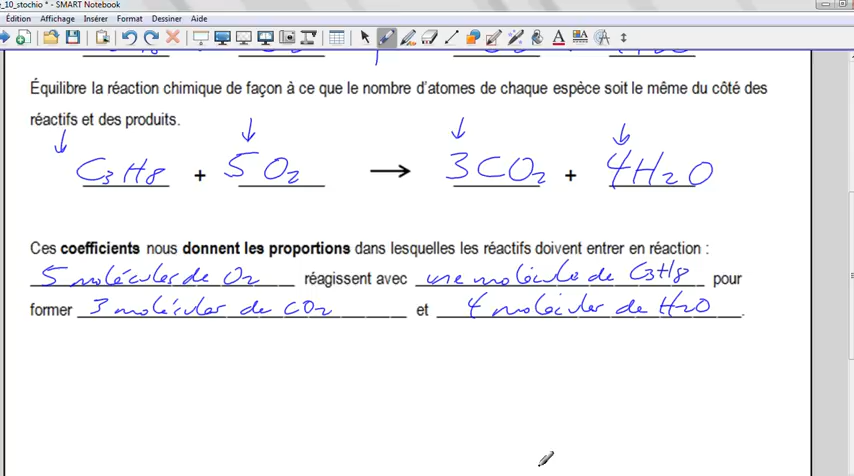 e_10_stochio * - SMART Notebook
Édition Affichage Insérer Format Dessiner Aide
Équilibre la réaction chimique de façon à ce que le nombre d'atomes de chaque espèce soit le même du côté des
réactifs et des produits.
C3H8 + 5 O2 → 3CO2 + 4H2O
Ces coefficients nous donnent les proportions dans lesquelles les réactifs doivent entrer en réaction :
5 molécules de O2 réagissent avec une molécule de C3H8 pour
former 3 molécules de CO2 et 4 molécules de H2O.